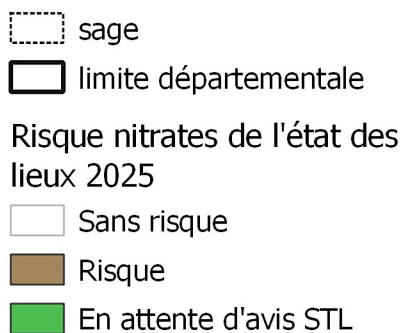 sage
limite départementale
Risque nitrates de l'état des
lieux 2025
Sans risque
Risque
En attente d'avis STL